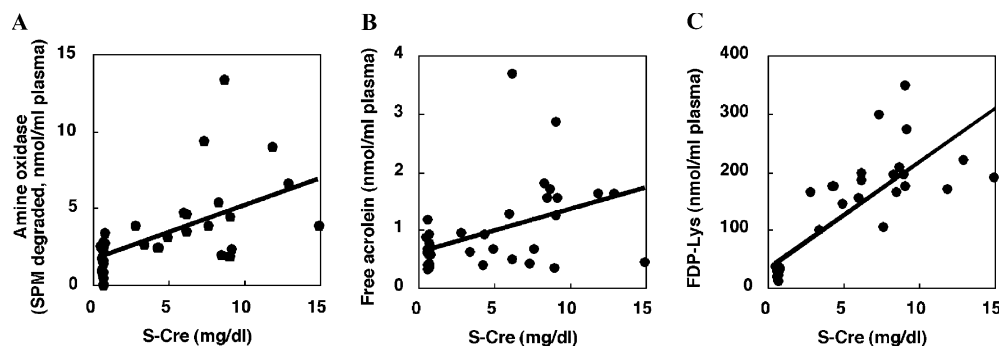 A
Amine oxidase
(SPM degraded, nmol/ml plasma)
15
10
5
0
0 5 10 15
S-Cre (mg/dl)
B
Free acrolein (nmol/ml plasma)
4
3
2
1
0
0 5 10 15
S-Cre (mg/dl)
C
FDP-Lys (nmol/ml plasma)
400
300
200
100
0
0 5 10 15
S-Cre (mg/dl)